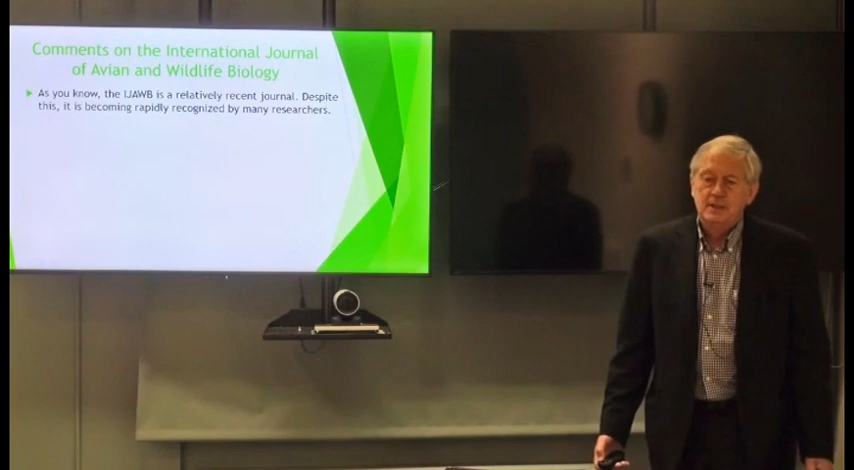 Comments on the International Journal
of Avian and Wildlife Biology
As you know, the IJAWB is a relatively recent journal. Despite
this, it is becoming rapidly recognized by many researchers.